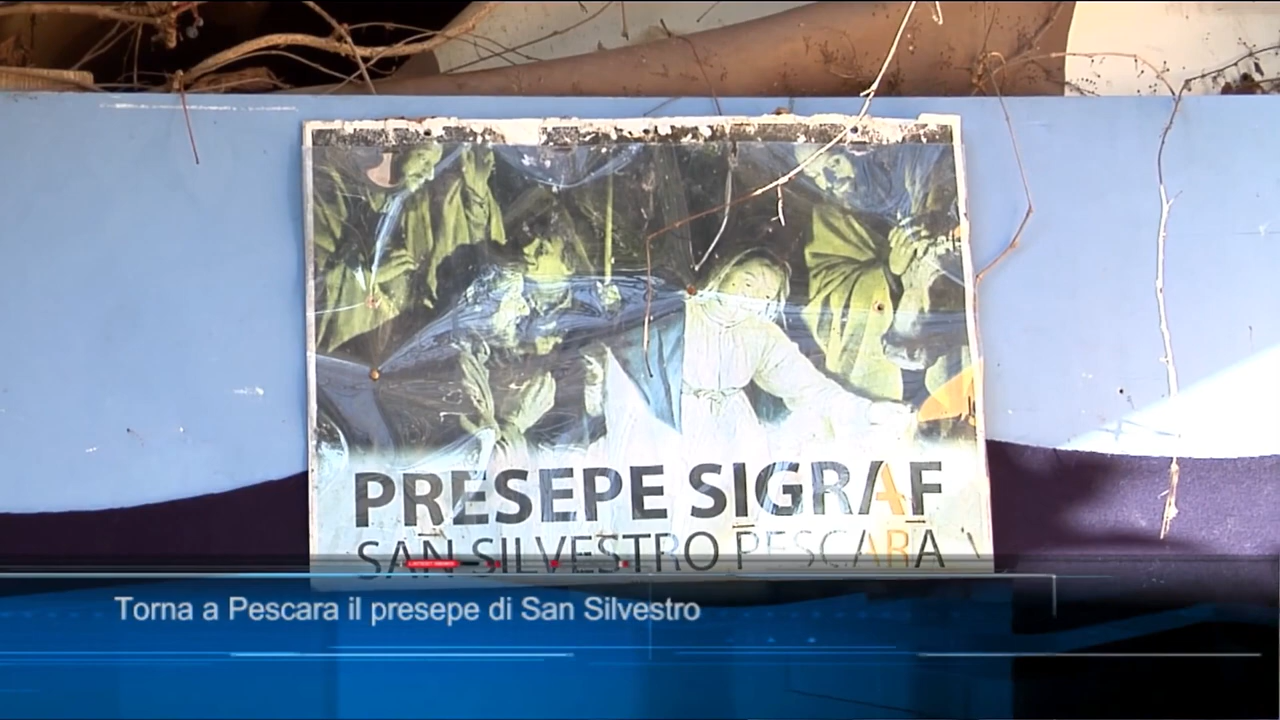 PRESEPE SIGRAF
SAN SILVESTRO PESCARA
Torna a Pescara il presepe di San Silvestro